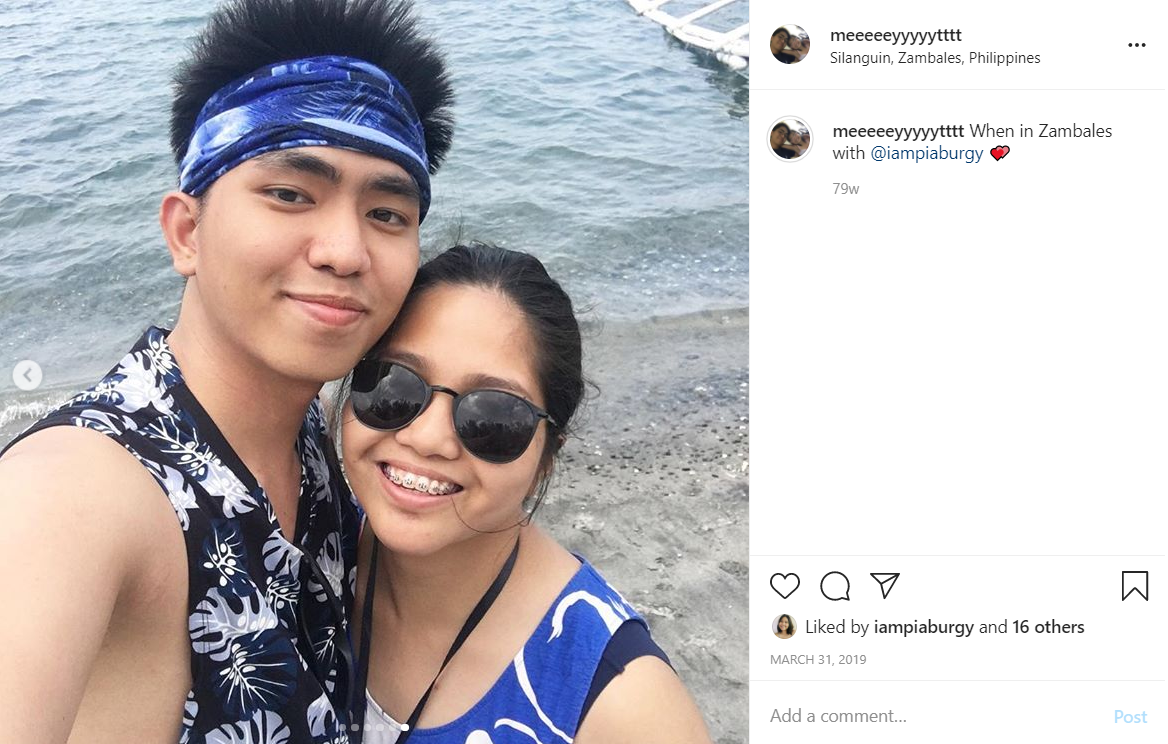 meeeeeyyyyytttt
Silanguin, Zambales, Philippines
meeeeeyyyyytttt When in Zambales
with @iampiaburgy 💕
79w
Liked by iampiaburgy and 16 others
MARCH 31, 2019
Add a comment...
Post